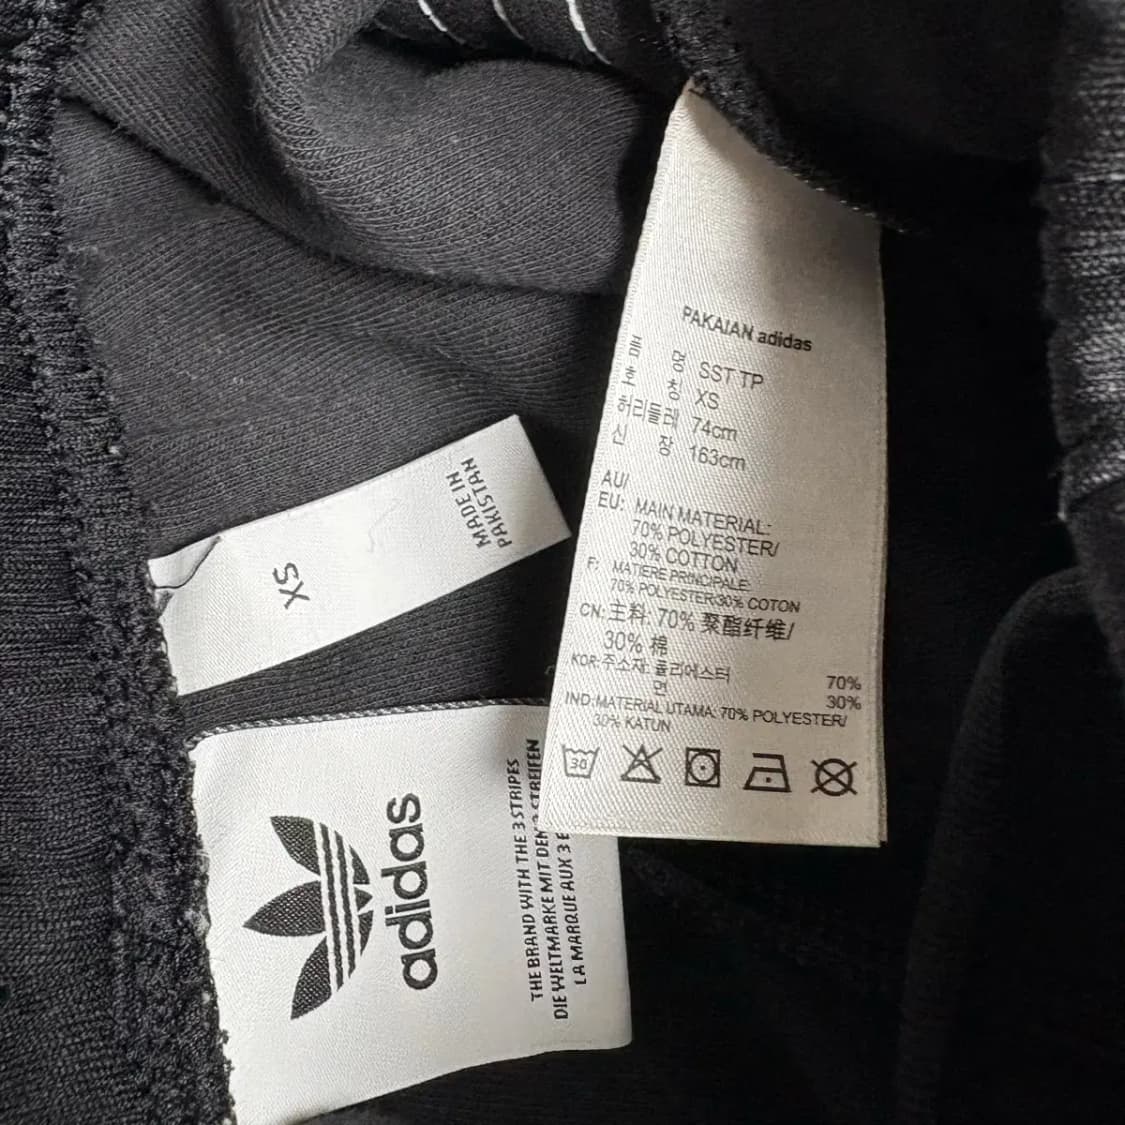 PAKAIAN adidas
품 명 SST TP
호 칭 XS
허리둘레 74cm
신 장 163cm
AU/
EU: MAIN MATERIAL:
70% POLYESTER/
30% COTTON
F: MATIERE PRINCIPALE:
70% POLYESTER/30% COTON
CN: 主料: 70% 聚酯纤维/
30% 棉
KOR: 주소재: 폴리에스터 70%
면 30%
IND: MATERIAL UTAMA: 70% POLYESTER/
30% KATUN
30
XS
MADE IN
PAKISTAN
adidas
THE BRAND WITH THE 3 STRIPES
DIE WELTMARKE MIT DEN 3 STREIFEN
LA MARQUE AUX 3